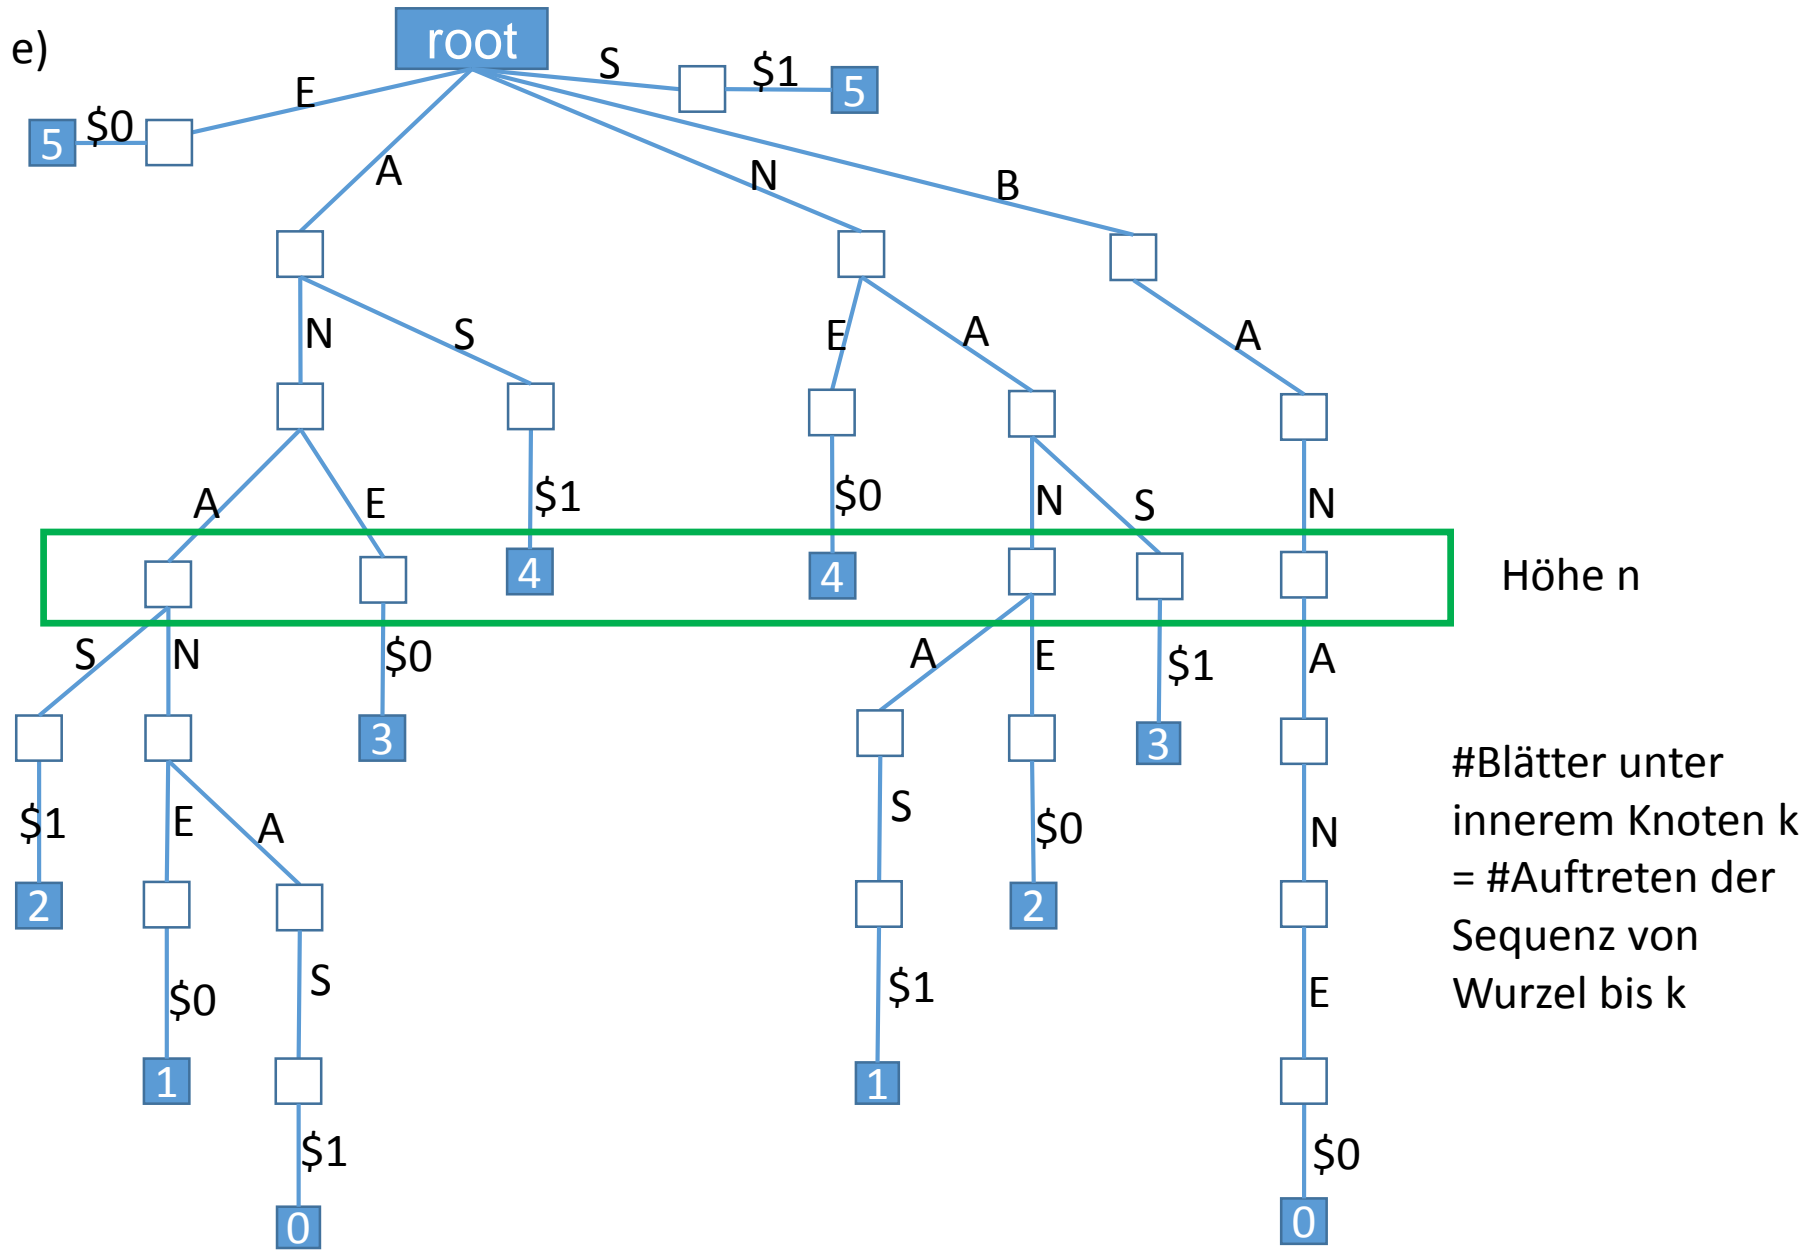 e)
root
S
$1
5
E
$0
5
A
N
B
N
S
E
A
A
A
E
$1
$0
N
S
N
4
4
Höhe n
S
N
$0
A
E
$1
A
3
3
#Blätter unter
innerem Knoten k
= #Auftreten der
Sequenz von
Wurzel bis k
$1
E
A
S
$0
N
2
2
$0
S
$1
E
1
1
$1
$0
0
0